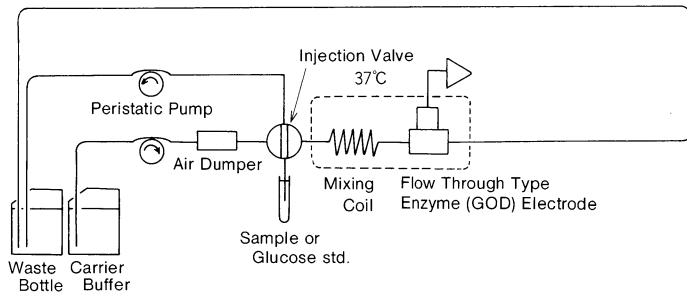 Injection Valve
37°C
Peristatic Pump
Air Dumper
Mixing
Coil
Flow Through Type
Enzyme (GOD) Electrode
Sample or
Glucose std.
Waste
Bottle
Carrier
Buffer